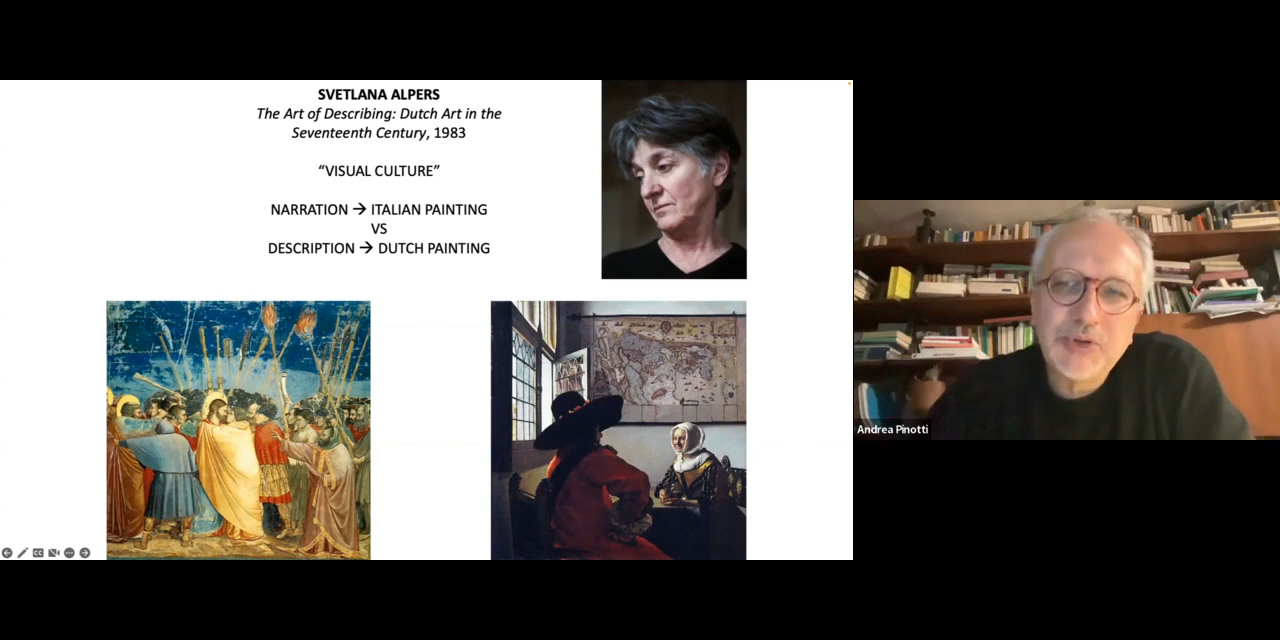 SVETLANA ALPERS
The Art of Describing: Dutch Art in the
Seventeenth Century, 1983
“VISUAL CULTURE”
NARRATION → ITALIAN PAINTING
VS
DESCRIPTION → DUTCH PAINTING
CC
Andrea Pinotti